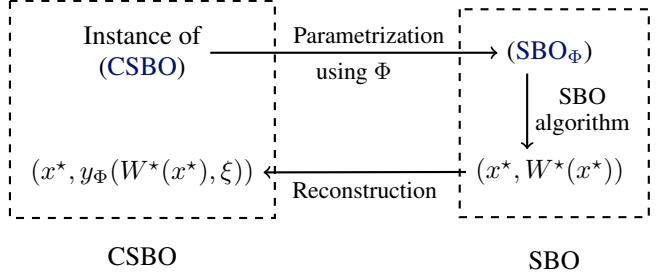 Instance of
(CSBO)
Parametrization
using Φ
(SBO_Φ)
SBO
algorithm
(x⋆, y_Φ(W⋆(x⋆), ξ))
Reconstruction
(x⋆, W⋆(x⋆))
CSBO
SBO